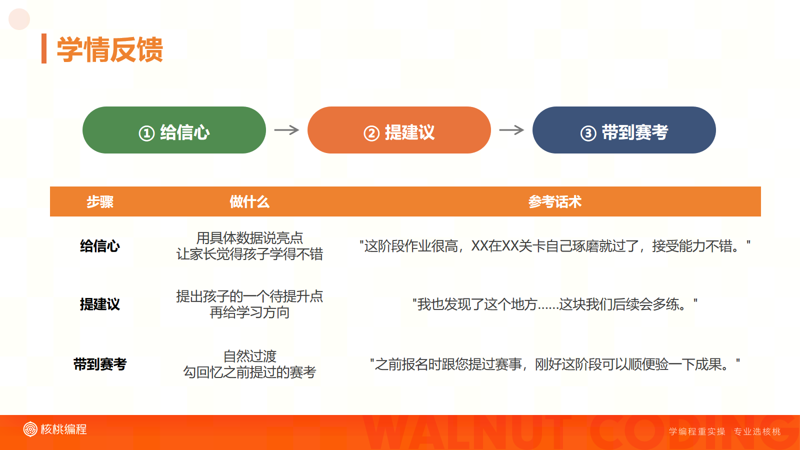 学情反馈
① 给信心
② 提建议
③ 带到赛考
步骤 做什么 参考话术
给信心
用具体数据说亮点
让家长觉得孩子学得不错
"这阶段作业很高，XX在XX关卡自己琢磨就过了，接受能力不错。"
提建议
提出孩子的一个待提升点
再给学习方向
"我也发现了这个地方......这块我们后续会多练。"
带到赛考
自然过渡
勾回忆之前提过的赛考
"之前报名时跟您提过赛事，刚好这阶段可以顺便验一下成果。"
核桃编程
WALNUT CODING
学编程重实操 专业选核桃